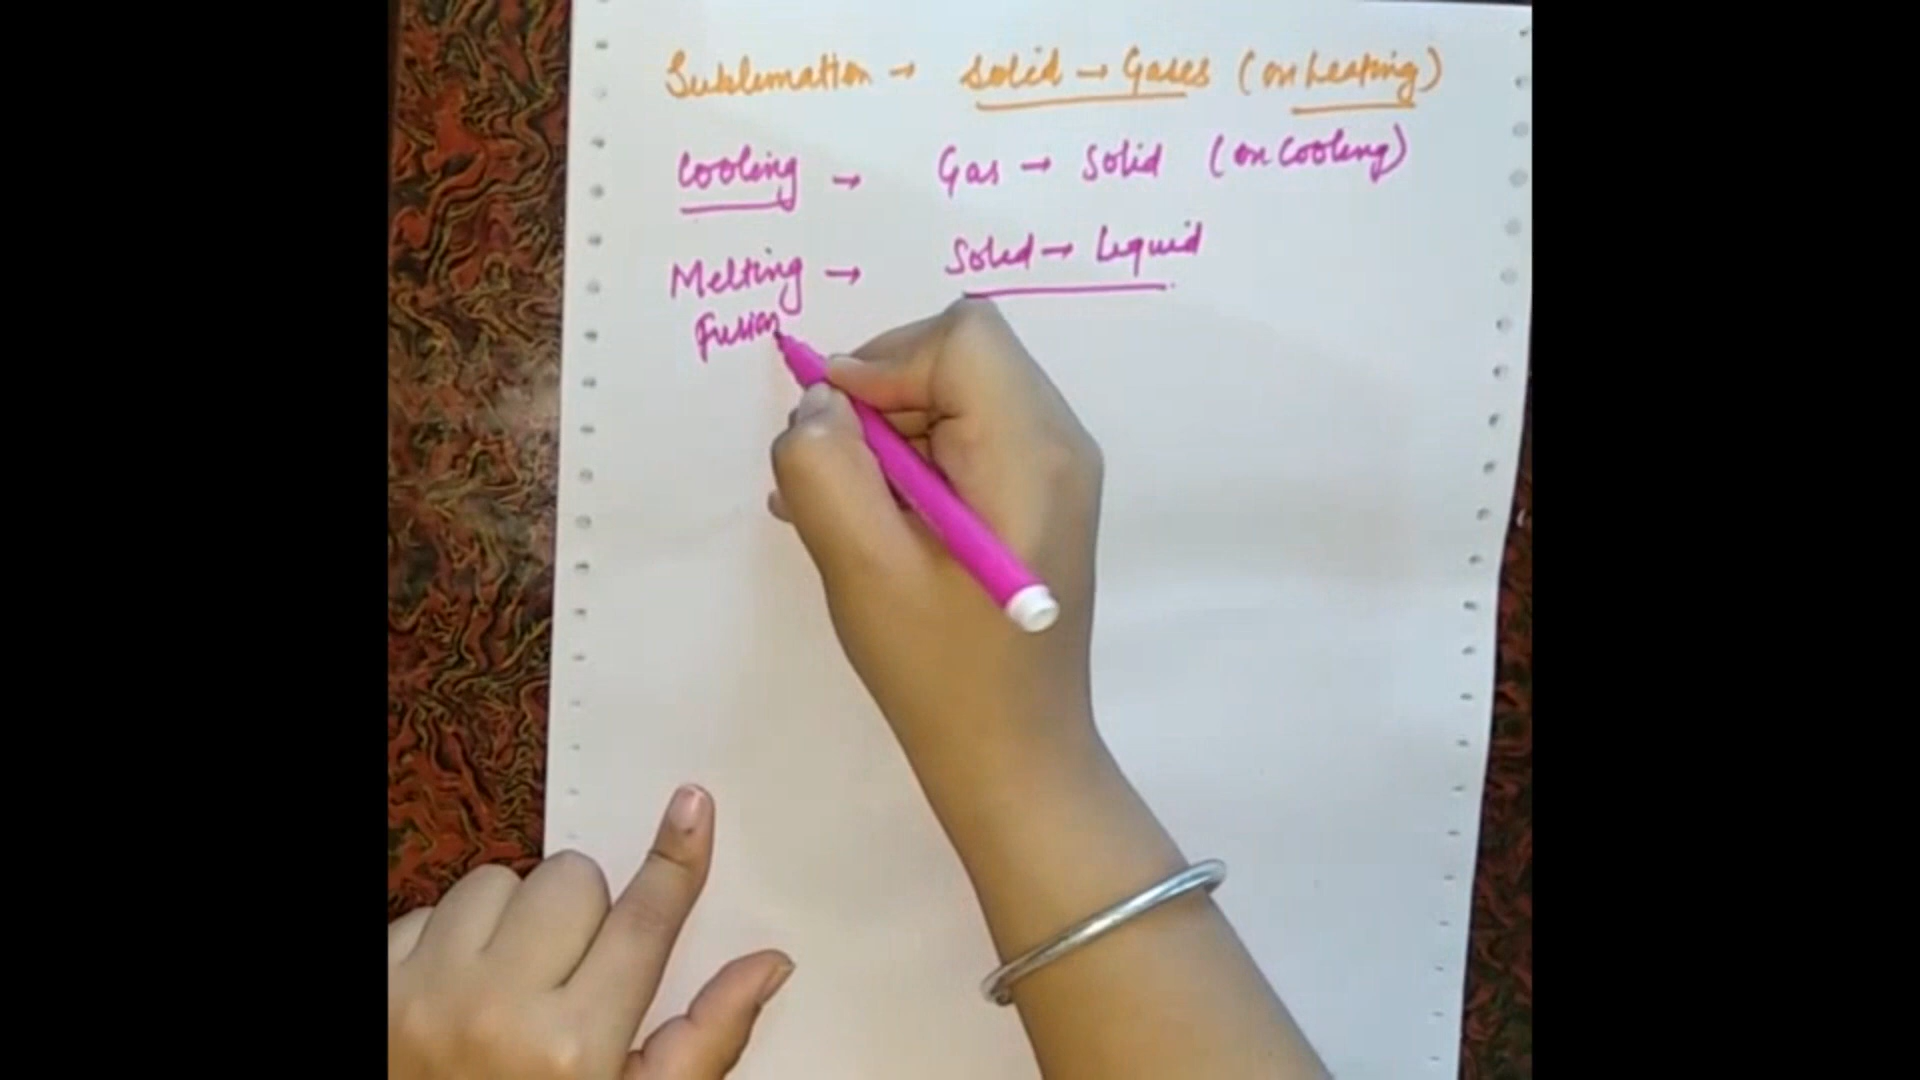 Sublimation → Solid → Gases (on heating)
Cooling → Gas → Solid (on Cooling)
Melting → Solid → Liquid
Fusion